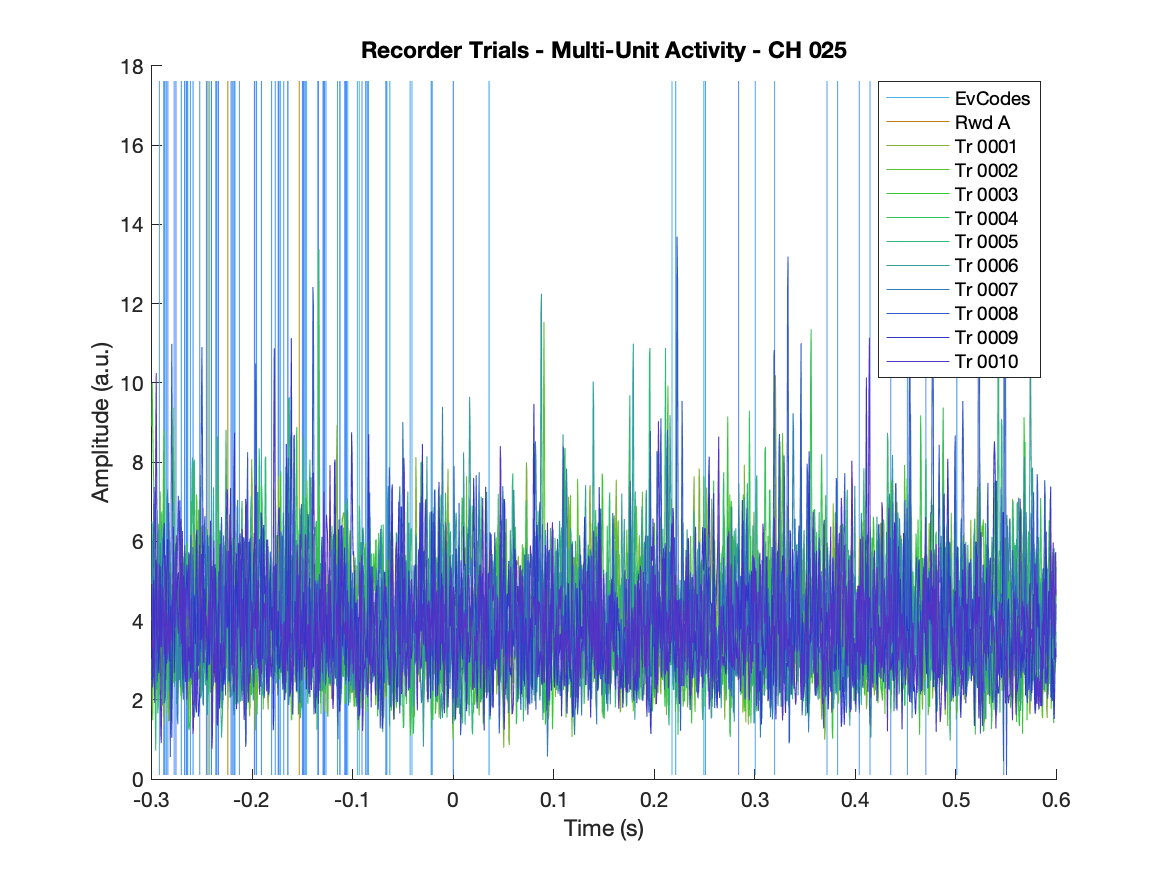 Recorder Trials - Multi-Unit Activity - CH 025
18
16
14
12
10
8
6
4
2
0
Amplitude (a.u.)
EvCodes
Rwd A
Tr 0001
Tr 0002
Tr 0003
Tr 0004
Tr 0005
Tr 0006
Tr 0007
Tr 0008
Tr 0009
Tr 0010
-0.3 -0.2 -0.1 0 0.1 0.2 0.3 0.4 0.5 0.6
Time (s)